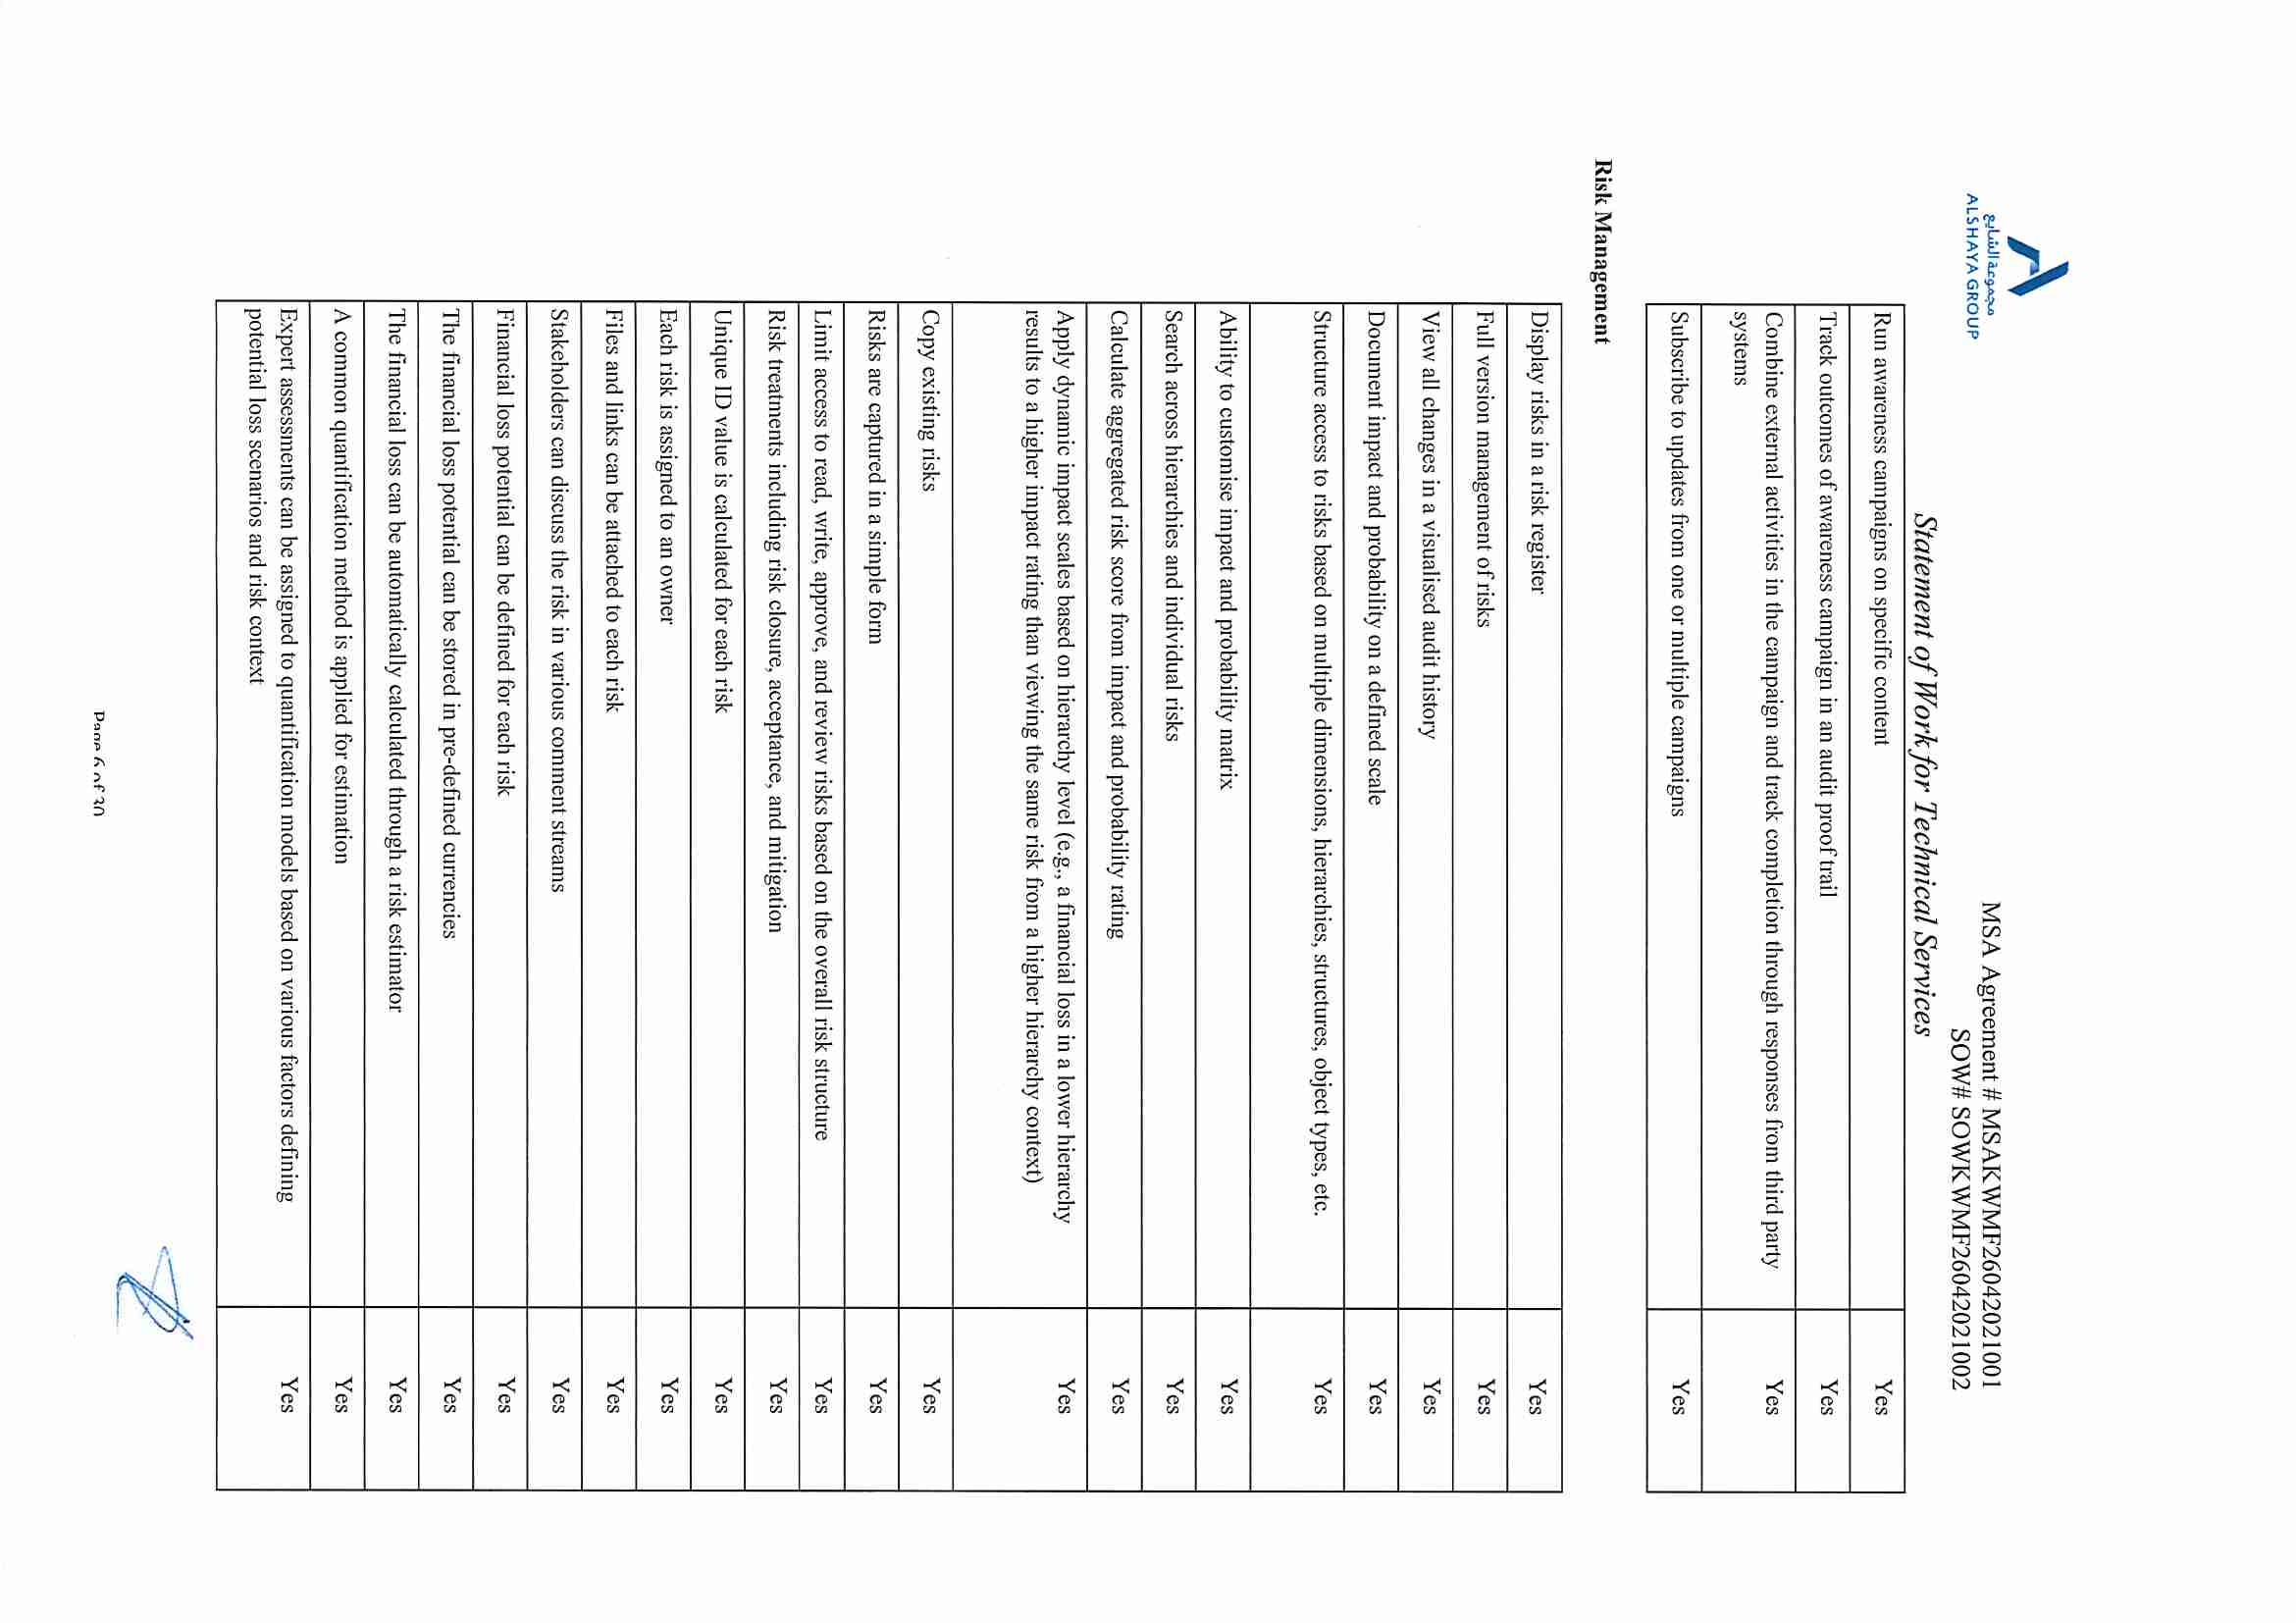 مجموعة الشايع
ALSHAYA GROUP
MSA Agreement # MSAKWMF26042021001
SOW# SOWKWMF26042021002
Statement of Work for Technical Services
Run awareness campaigns on specific content Yes
Track outcomes of awareness campaign in an audit proof trail Yes
Combine external activities in the campaign and track completion through responses from third party Yes
systems
Subscribe to updates from one or multiple campaigns Yes
Risk Management
Display risks in a risk register Yes
Full version management of risks Yes
View all changes in a visualised audit history Yes
Document impact and probability on a defined scale Yes
Structure access to risks based on multiple dimensions, hierarchies, structures, object types, etc. Yes
Ability to customise impact and probability matrix Yes
Search across hierarchies and individual risks Yes
Calculate aggregated risk score from impact and probability rating Yes
Apply dynamic impact scales based on hierarchy level (e.g., a financial loss in a lower hierarchy Yes
results to a higher impact rating than viewing the same risk from a higher hierarchy context)
Copy existing risks Yes
Risks are captured in a simple form Yes
Limit access to read, write, approve, and review risks based on the overall risk structure Yes
Risk treatments including risk closure, acceptance, and mitigation Yes
Unique ID value is calculated for each risk Yes
Each risk is assigned to an owner Yes
Files and links can be attached to each risk Yes
Stakeholders can discuss the risk in various comment streams Yes
Financial loss potential can be defined for each risk Yes
The financial loss potential can be stored in pre-defined currencies Yes
The financial loss can be automatically calculated through a risk estimator Yes
A common quantification method is applied for estimation Yes
Expert assessments can be assigned to quantification models based on various factors defining Yes
potential loss scenarios and risk context
Page 6 of 30